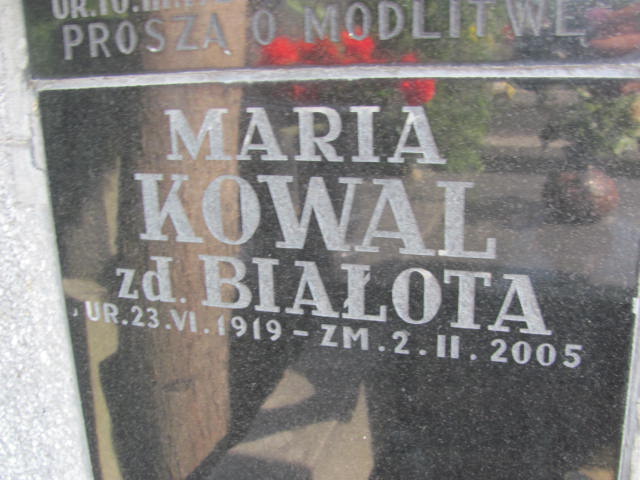 PROSZĄ O MODLITWĘ
MARIA
KOWAL
zd. BIAŁOTA
UR. 23. VI. 1919 - ZM. 2. II. 2005